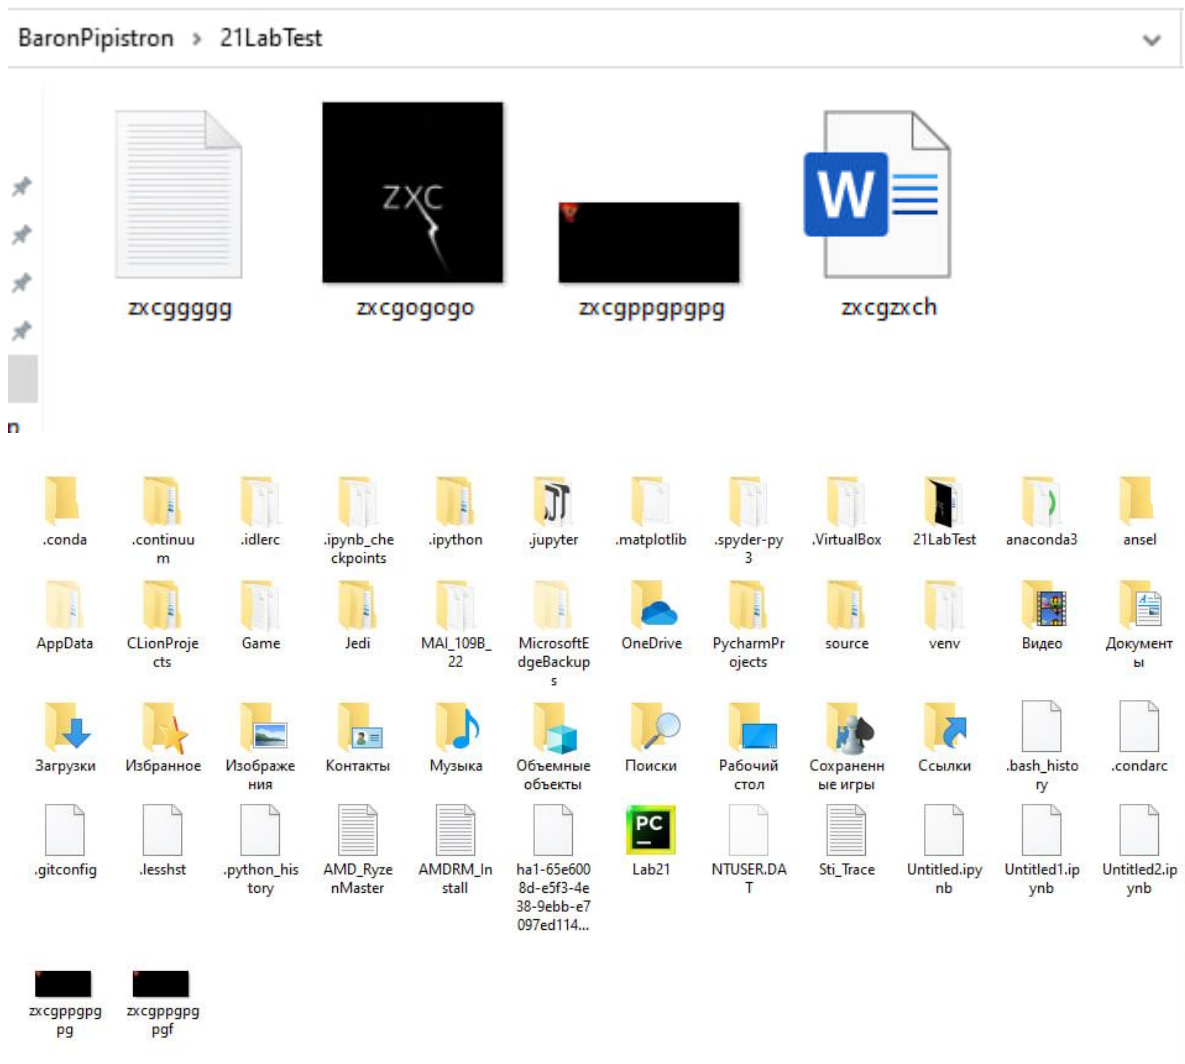 BaronPipistron > 21LabTest
ZXC
W
zxcggggg
zxcgogogo
zxcgppgpgpg
zxcgzxch
.conda
.continuu
m
.idlerc
.ipynb_che
ckpoints
.ipython
.jupyter
.matplotlib
.spyder-py
3
.VirtualBox
21LabTest
anaconda3
ansel
AppData
CLionProje
cts
Game
Jedi
MAI_109B_
22
MicrosoftE
dgeBackup
s
OneDrive
PycharmPr
ojects
source
venv
Видео
Документ
ы
Загрузки
Избранное
Изображе
ния
Контакты
Музыка
Объемные
объекты
Поиски
Рабочий
стол
Сохраненн
ые игры
Ссылки
.bash_histo
ry
.condarc
.gitconfig
.lesshst
.python_his
tory
AMD_Ryze
nMaster
AMDRM_In
stall
ha1-65e600
8d-e5f3-4e
38-9ebb-e7
097ed114...
PC
Lab21
NTUSER.DA
T
Sti_Trace
Untitled.ipy
nb
Untitled1.ip
ynb
Untitled2.ip
ynb
zxcgppgpg
pg
zxcgppgpg
pgf